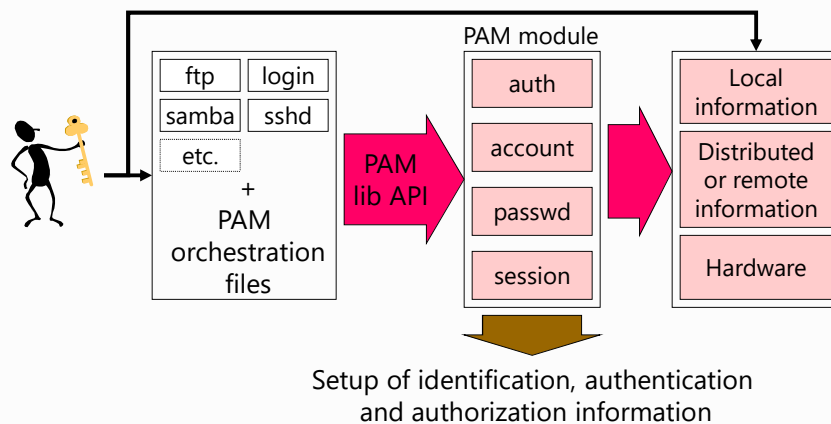 PAM module
ftp
login
samba
sshd
etc.
+
PAM
orchestration
files
PAM
lib API
auth
account
passwd
session
Local
information
Distributed
or remote
information
Hardware
Setup of identification, authentication
and authorization information